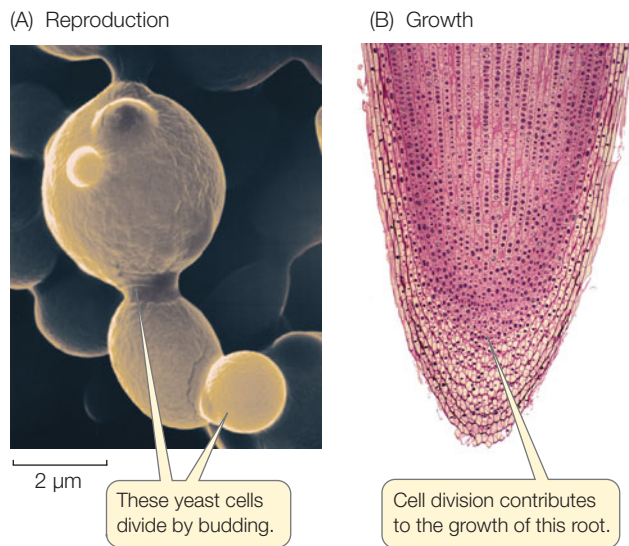 (A) Reproduction
(B) Growth
2 µm
These yeast cells
divide by budding.
Cell division contributes
to the growth of this root.